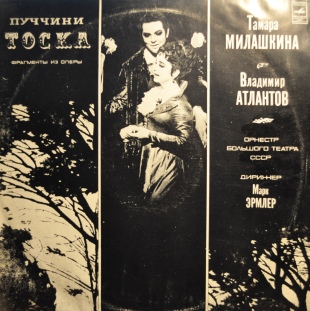 ПУЧЧИНИ
ТОСКА
ФРАГМЕНТЫ ИЗ ОПЕРЫ
Тамара
МИЛАШКИНА
Владимир
АТЛАНТОВ
ОРКЕСТР
БОЛЬШОГО ТЕАТРА
СССР
ДИРИЖЕР
Марк
ЭРМЛЕР